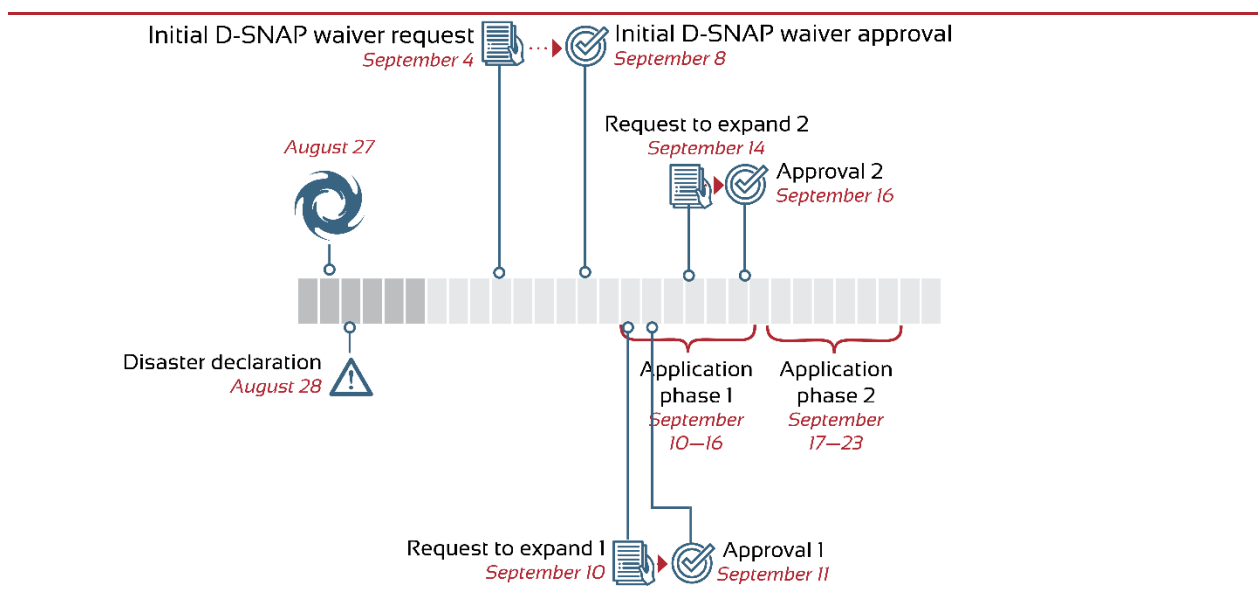 Initial D-SNAP waiver request
September 4
Initial D-SNAP waiver approval
September 8
Request to expand 2
September 14
August 27
Approval 2
September 16
Disaster declaration
August 28
Application
phase 1
September
10—16
Application
phase 2
September
17—23
Request to expand 1
September 10
Approval 1
September 11